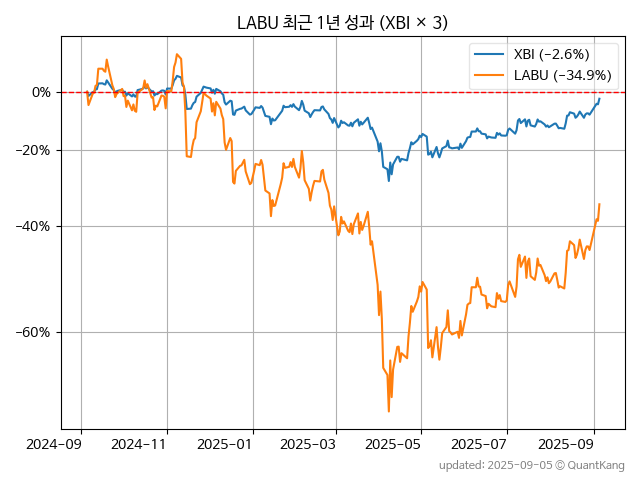 LABU 최근 1년 성과 (XBI × 3)
XBI (−2.6%)
LABU (−34.9%)
0%
−20%
−40%
−60%
2024-09 2024-11 2025-01 2025-03 2025-05 2025-07 2025-09
updated: 2025-09-05 © QuantKang